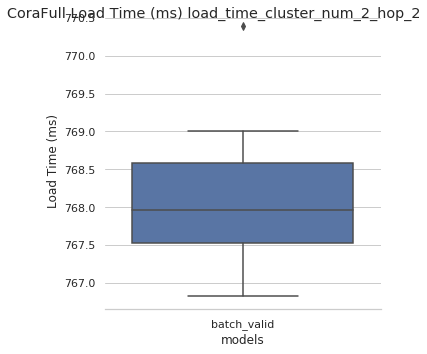 CoraFull Load Time (ms) load_time_cluster_num_2_hop_2
770.5
770.0
769.5
769.0
768.5
768.0
767.5
767.0
Load Time (ms)
batch_valid
models